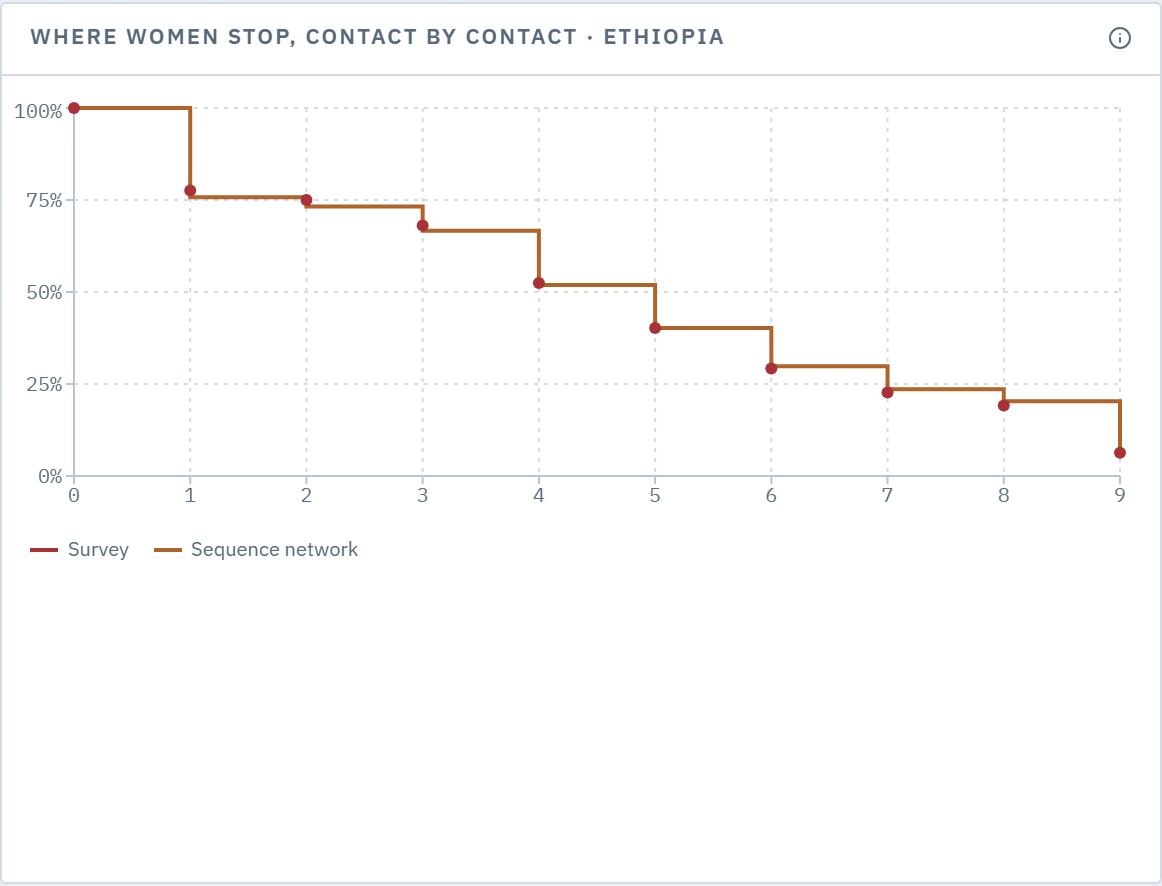 WHERE WOMEN STOP, CONTACT BY CONTACT · ETHIOPIA
100%
75%
50%
25%
0%
0 1 2 3 4 5 6 7 8 9
Survey Sequence network